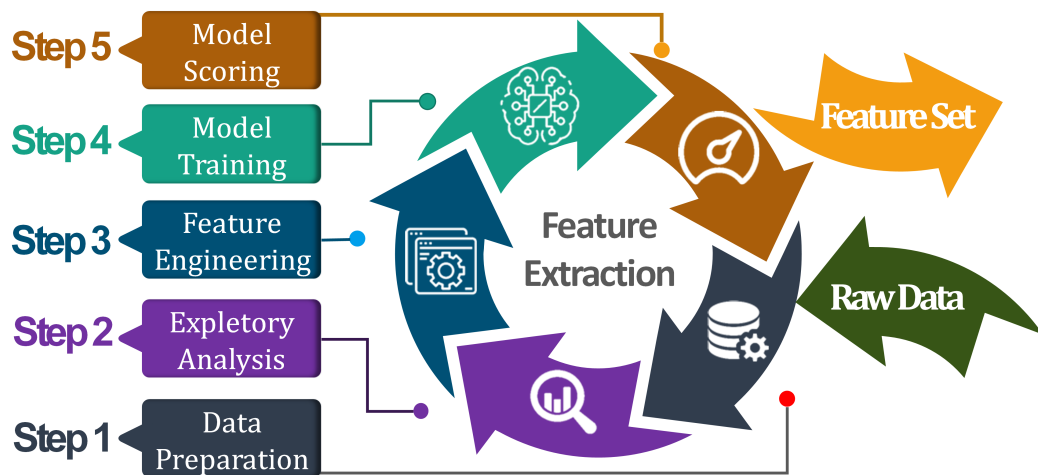 Step 5
Model
Scoring
Step 4
Model
Training
Step 3
Feature
Engineering
Step 2
Expletory
Analysis
Step 1
Data
Preparation
Feature
Extraction
Feature Set
Raw Data